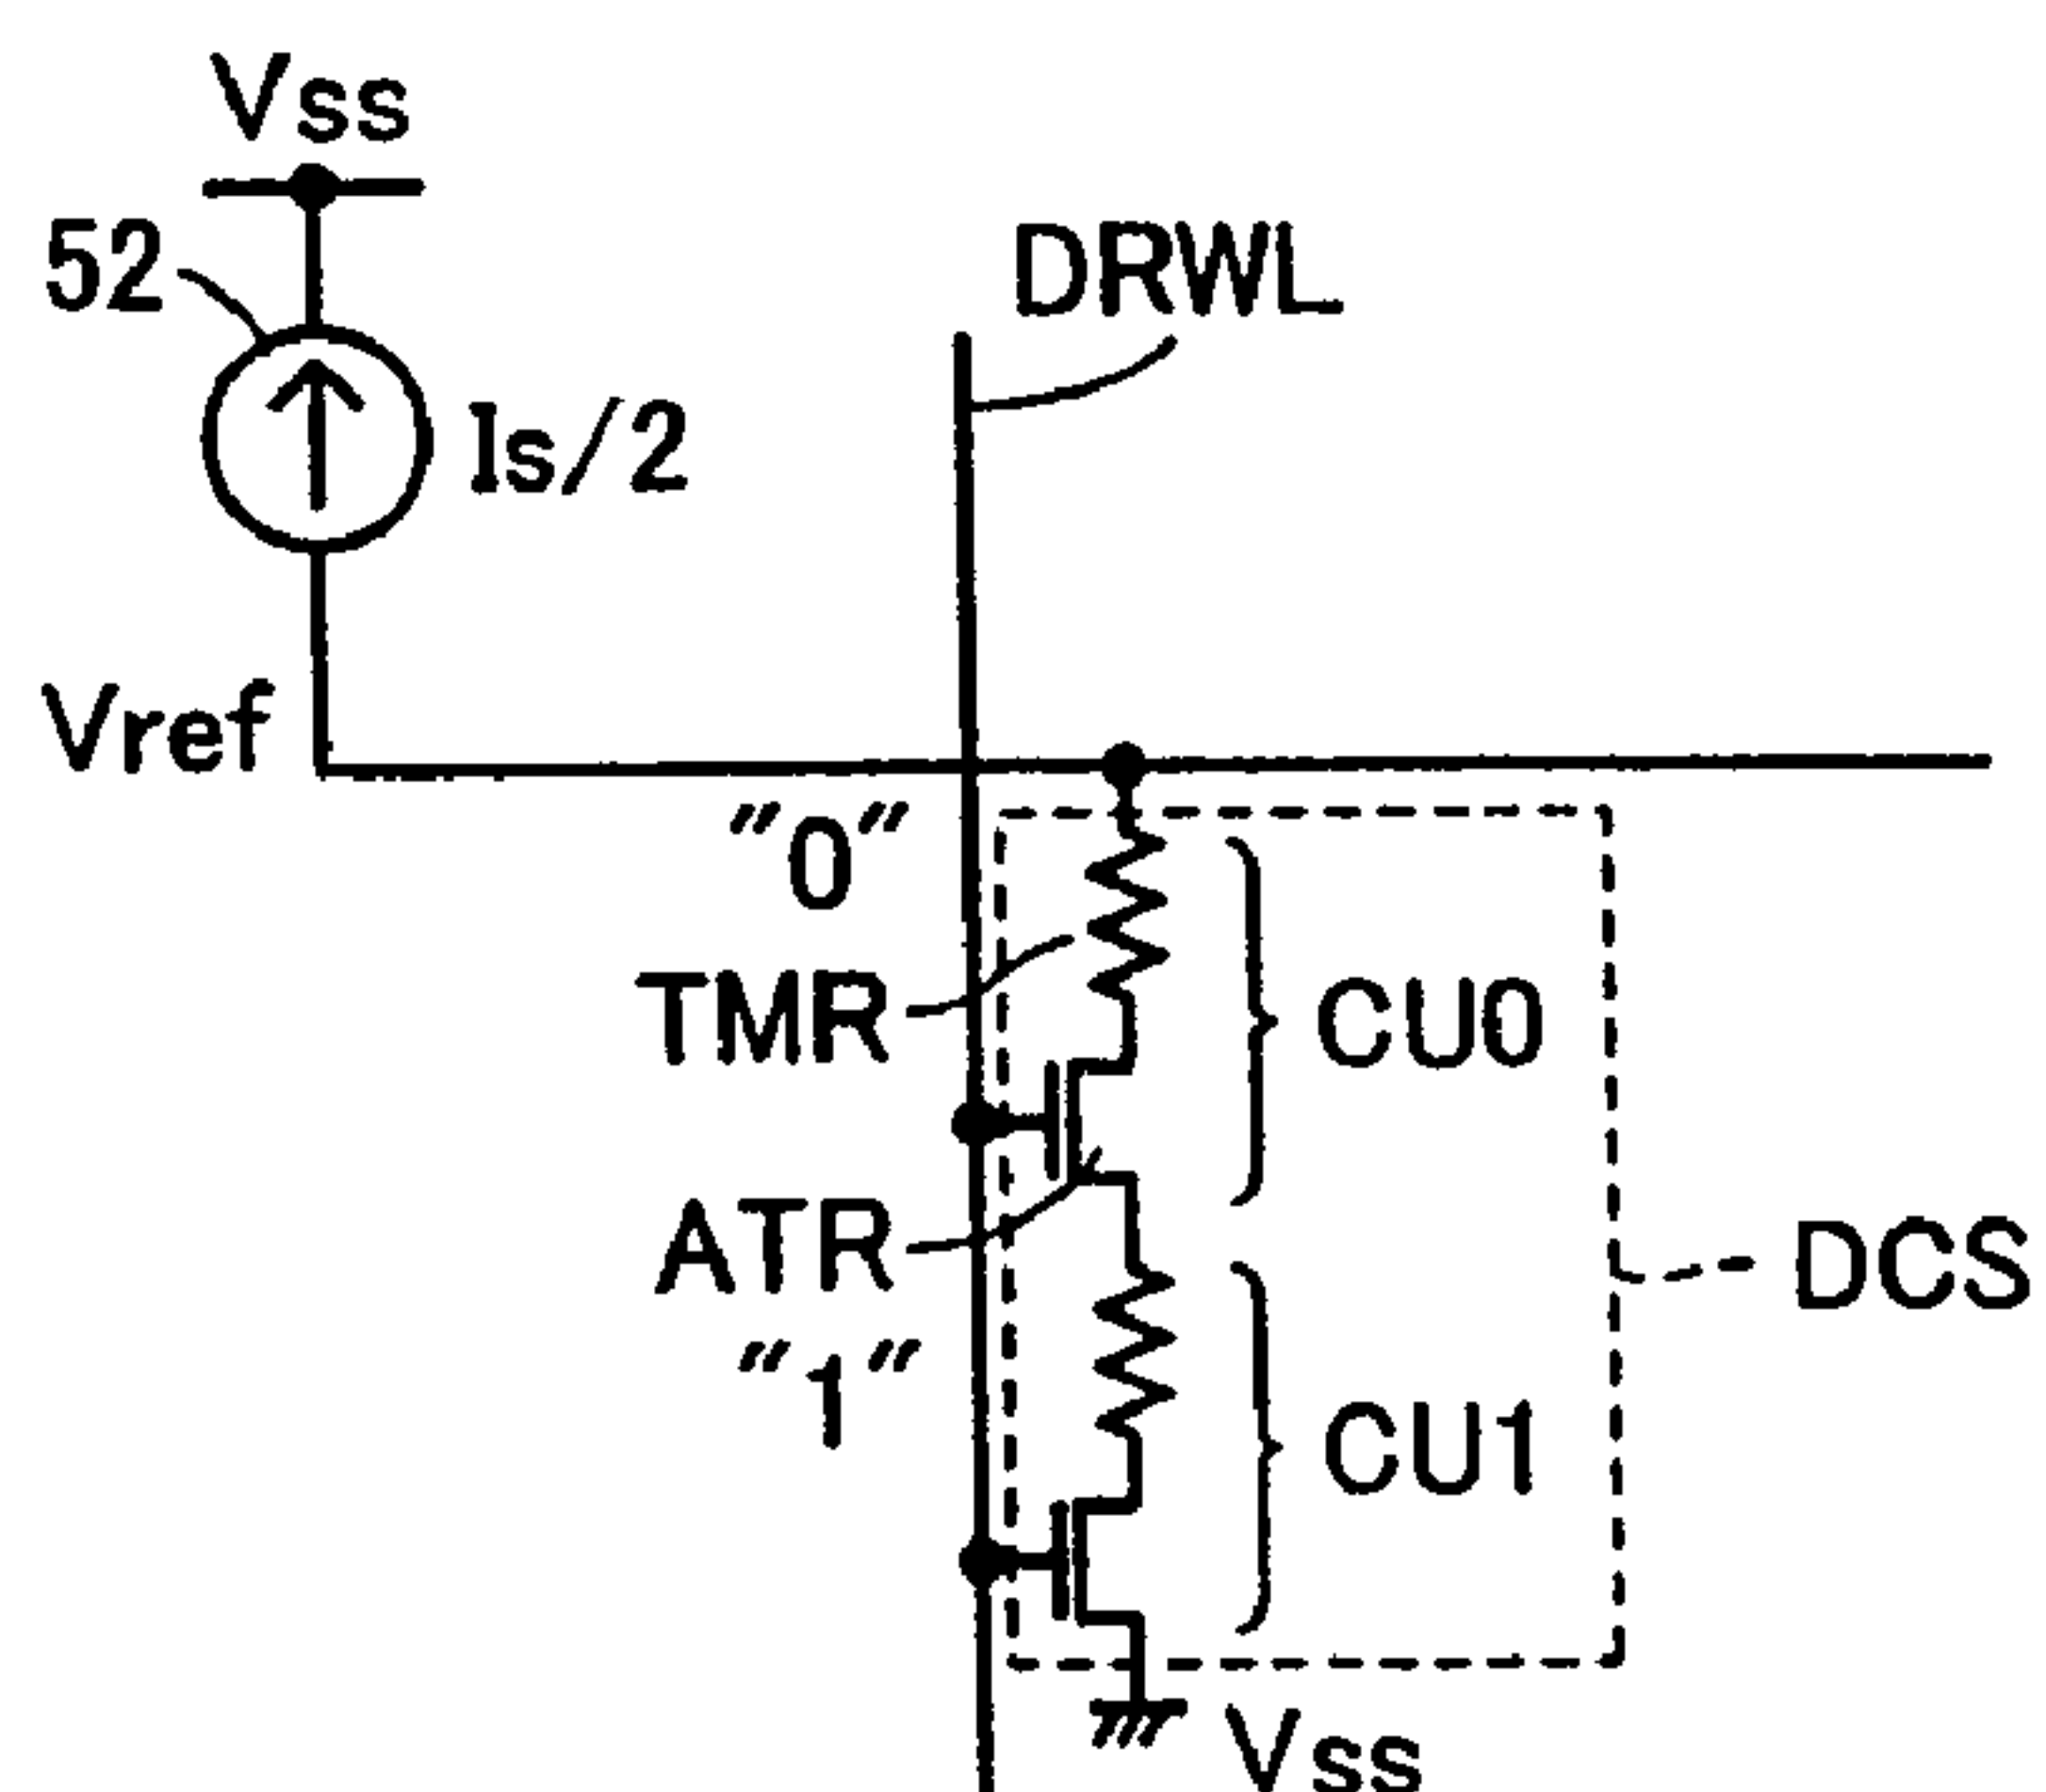 Vss
52
DRWL
Is/2
Vref
"0"
TMR
CU0
ATR
DCS
"1"
CU1
Vss